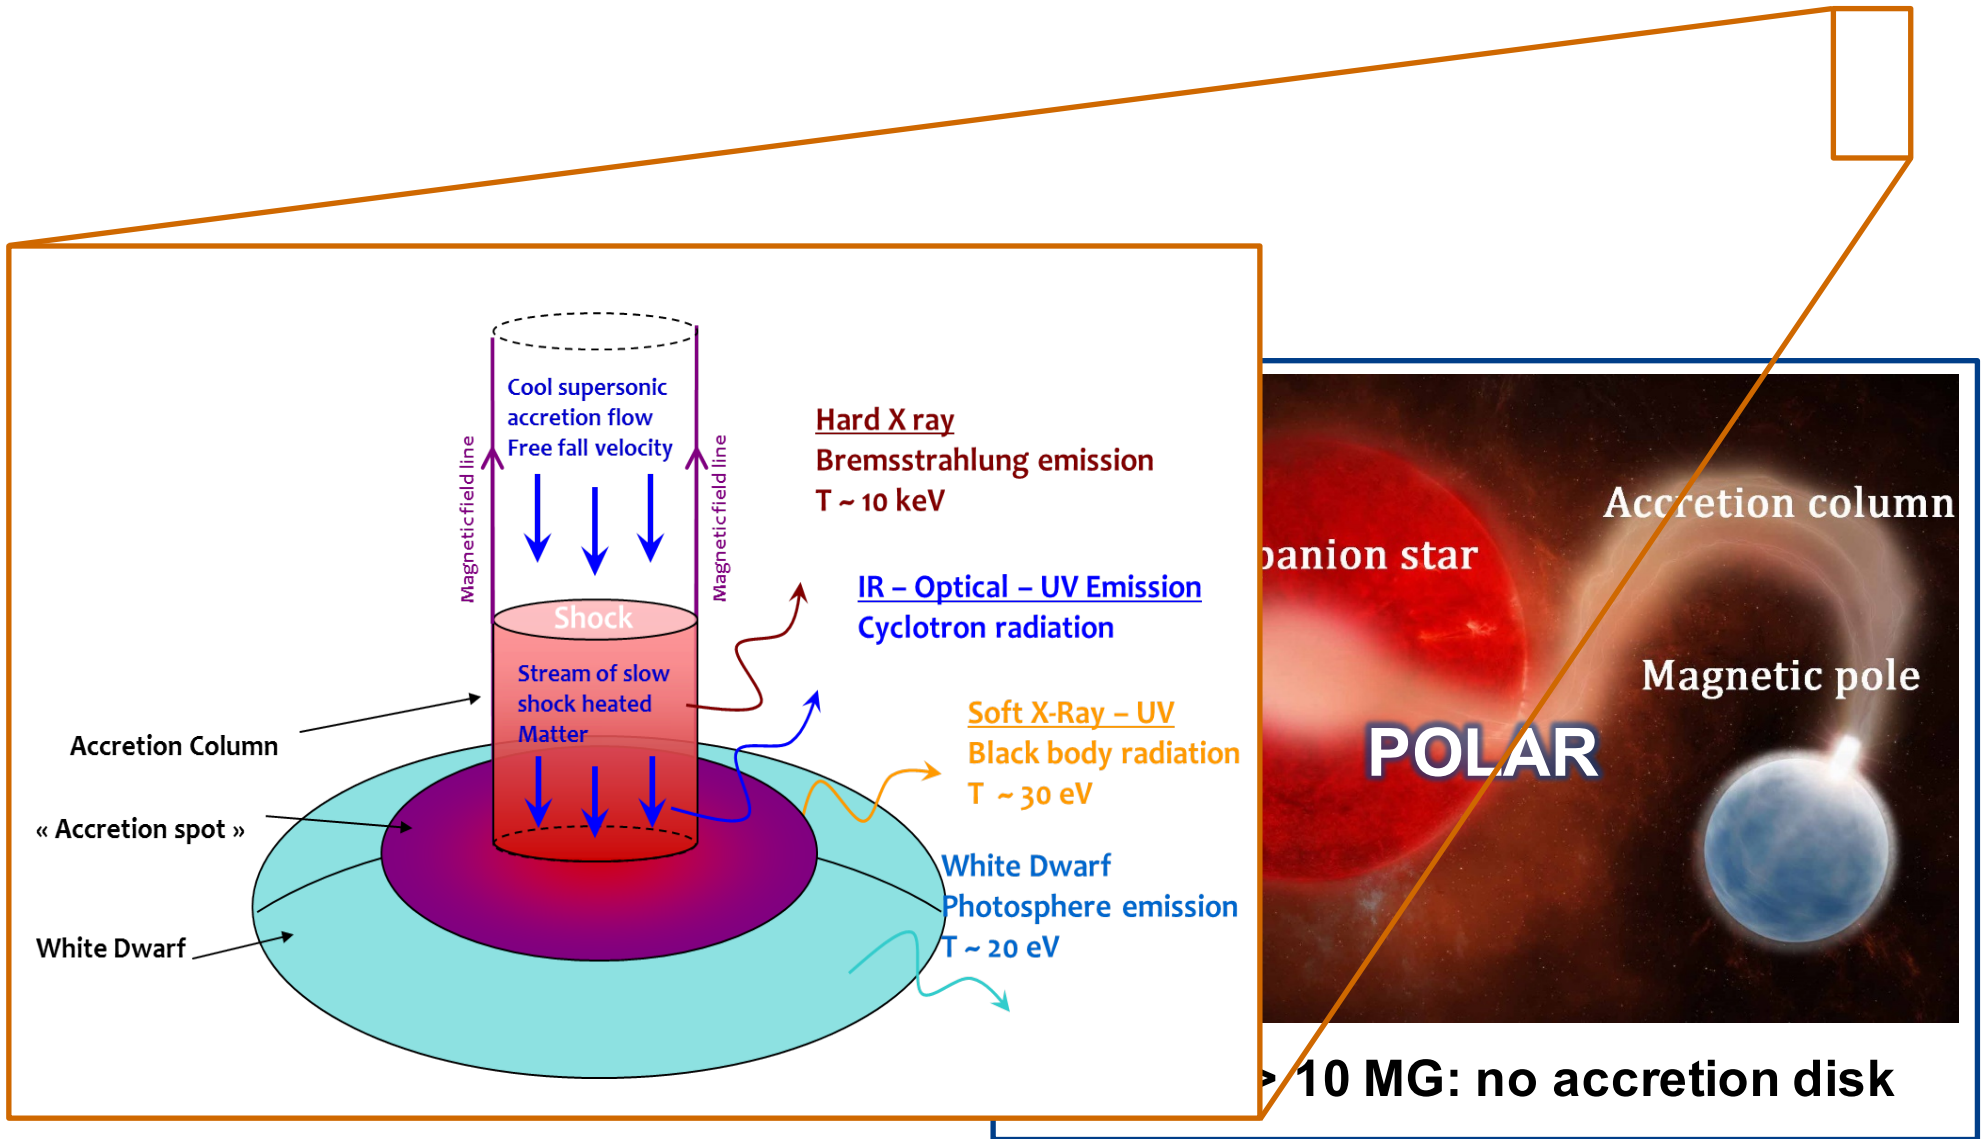 Cool supersonic
accretion flow
Free fall velocity
Magnetic field line
Magnetic field line
Shock
Stream of slow
shock heated
Matter
Accretion Column
« Accretion spot »
White Dwarf
Hard X ray
Bremsstrahlung emission
T ~ 10 keV
IR – Optical – UV Emission
Cyclotron radiation
Soft X-Ray – UV
Black body radiation
T ~ 30 eV
White Dwarf
Photosphere emission
T ~ 20 eV
Accretion column
panion star
Magnetic pole
POLAR
> 10 MG: no accretion disk